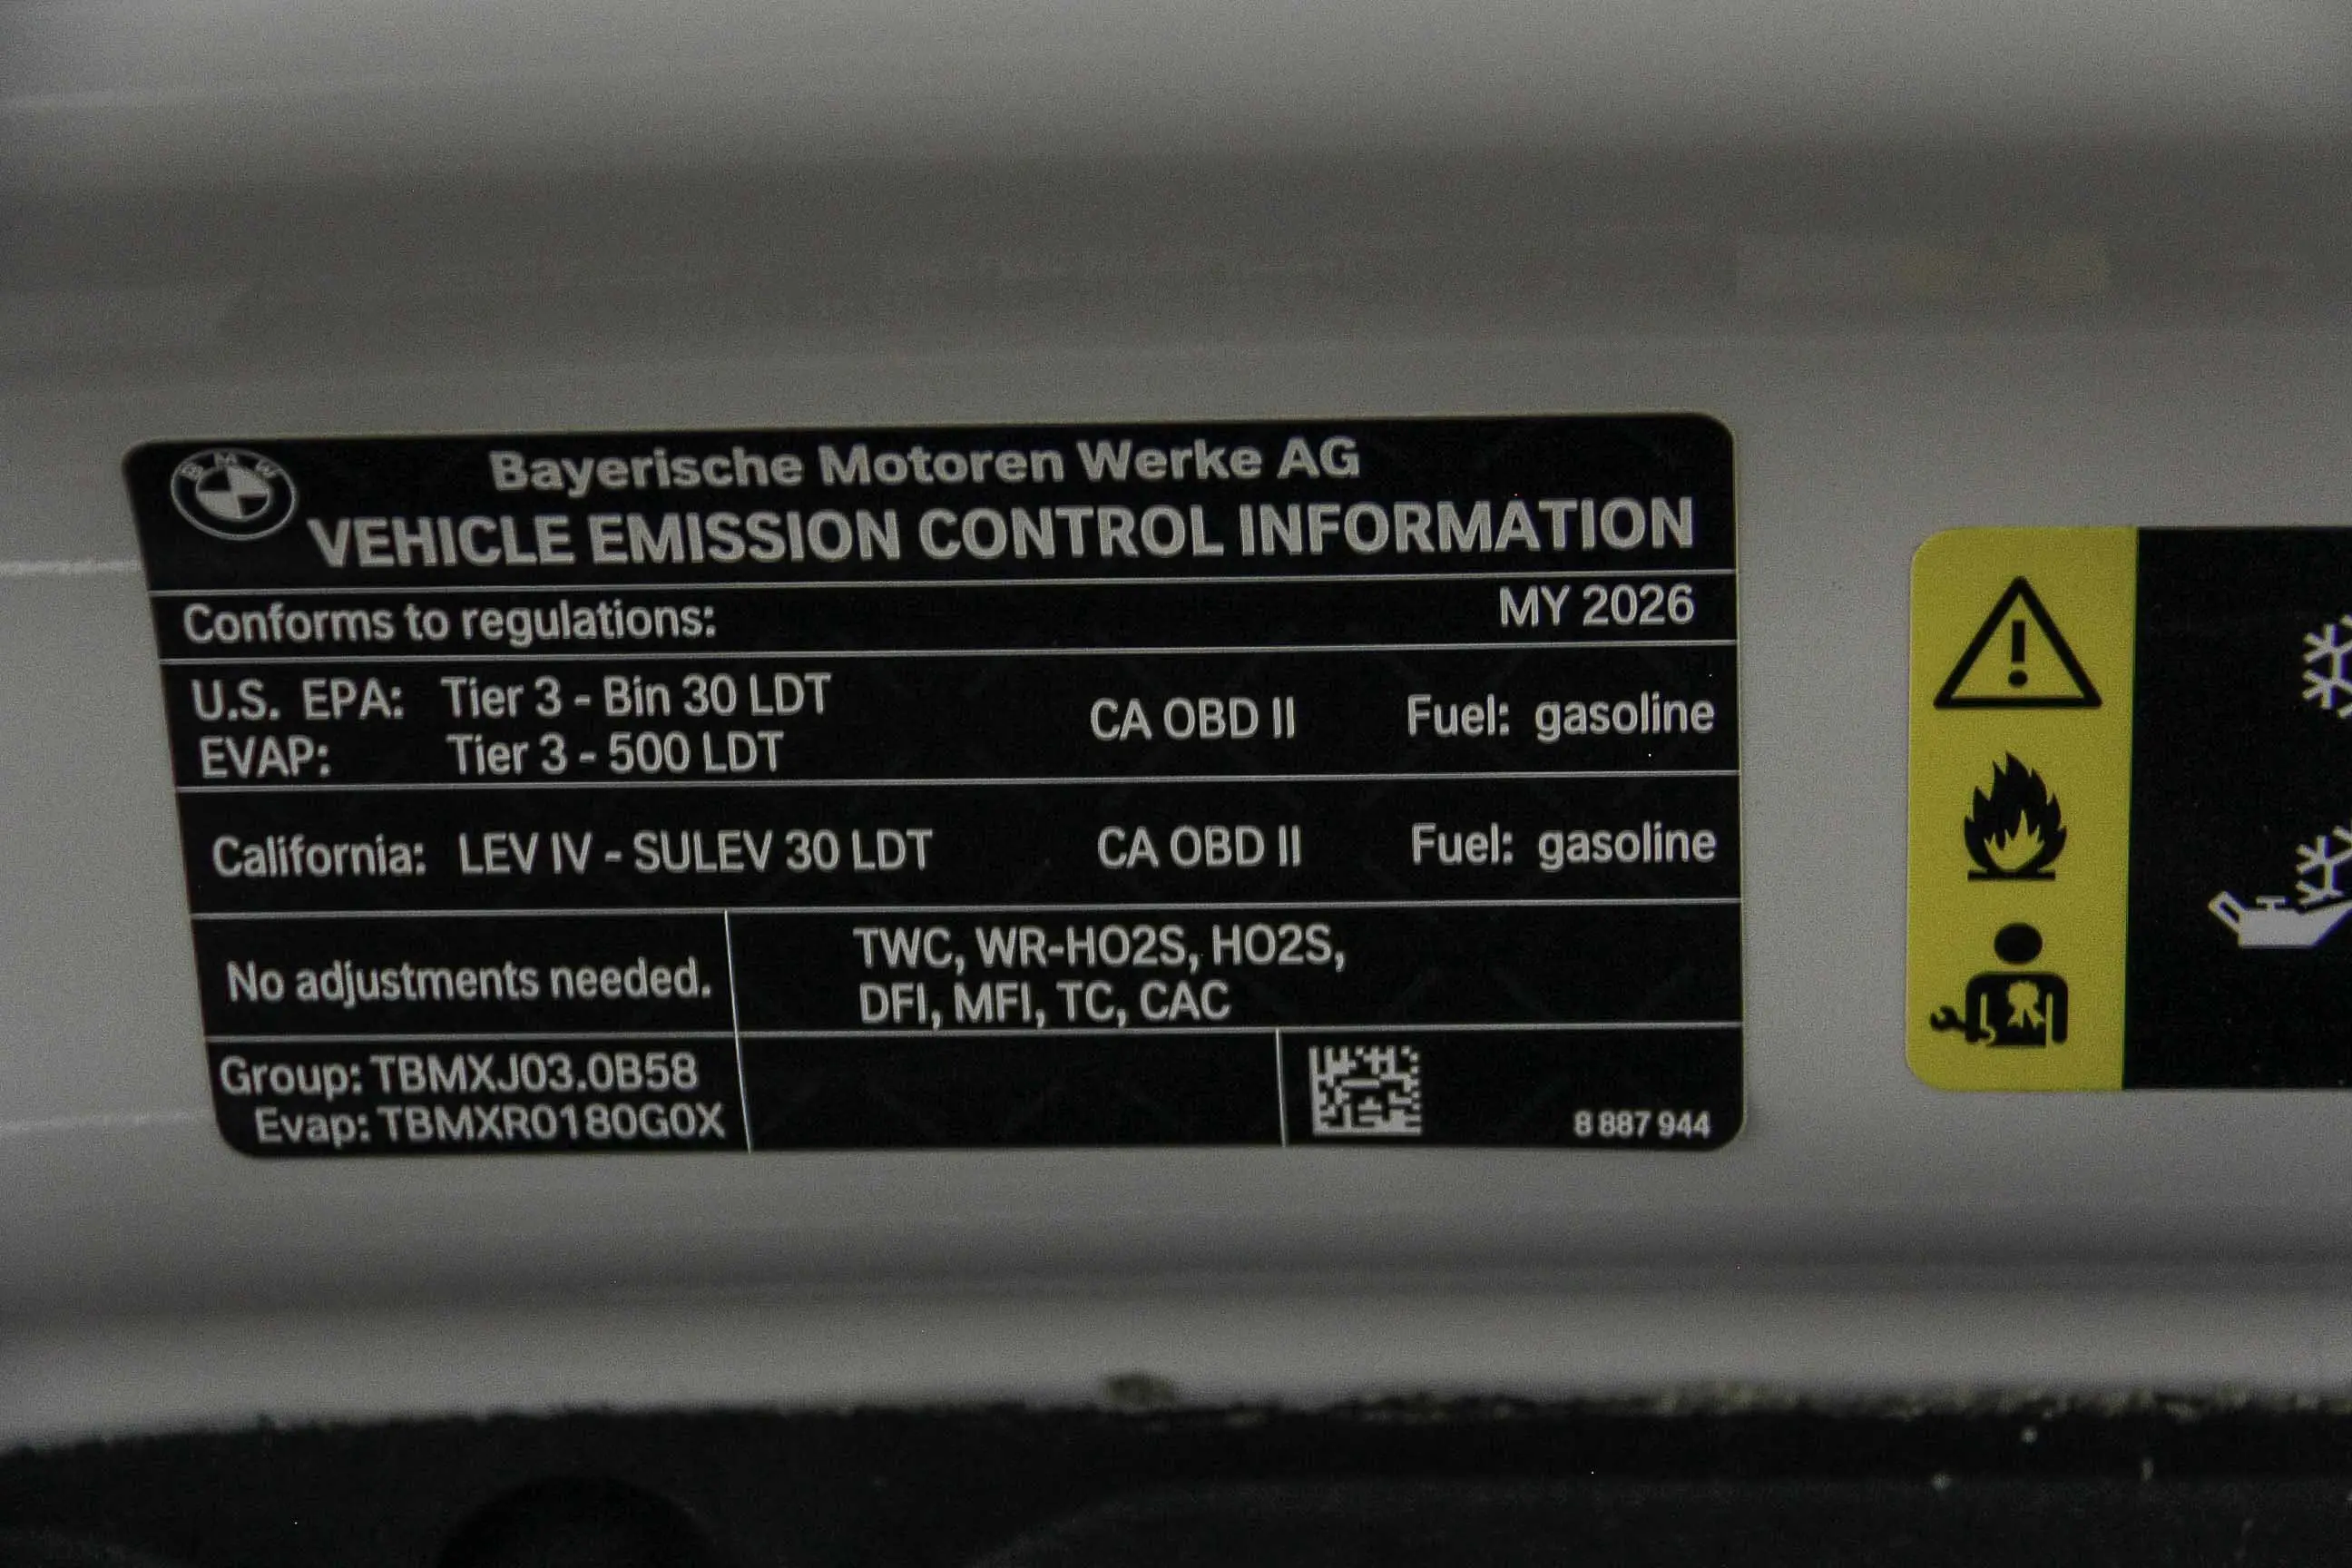 BMW
Bayerische Motoren Werke AG
VEHICLE EMISSION CONTROL INFORMATION
Conforms to regulations: MY 2026
U.S. EPA: Tier 3 - Bin 30 LDT
EVAP: Tier 3 - 500 LDT
CA OBD II Fuel: gasoline
California: LEV IV - SULEV 30 LDT CA OBD II Fuel: gasoline
No adjustments needed.
TWC, WR-HO2S, HO2S,
DFI, MFI, TC, CAC
Group: TBMXJ03.0B58
Evap: TBMXR0180G0X
8 887 944